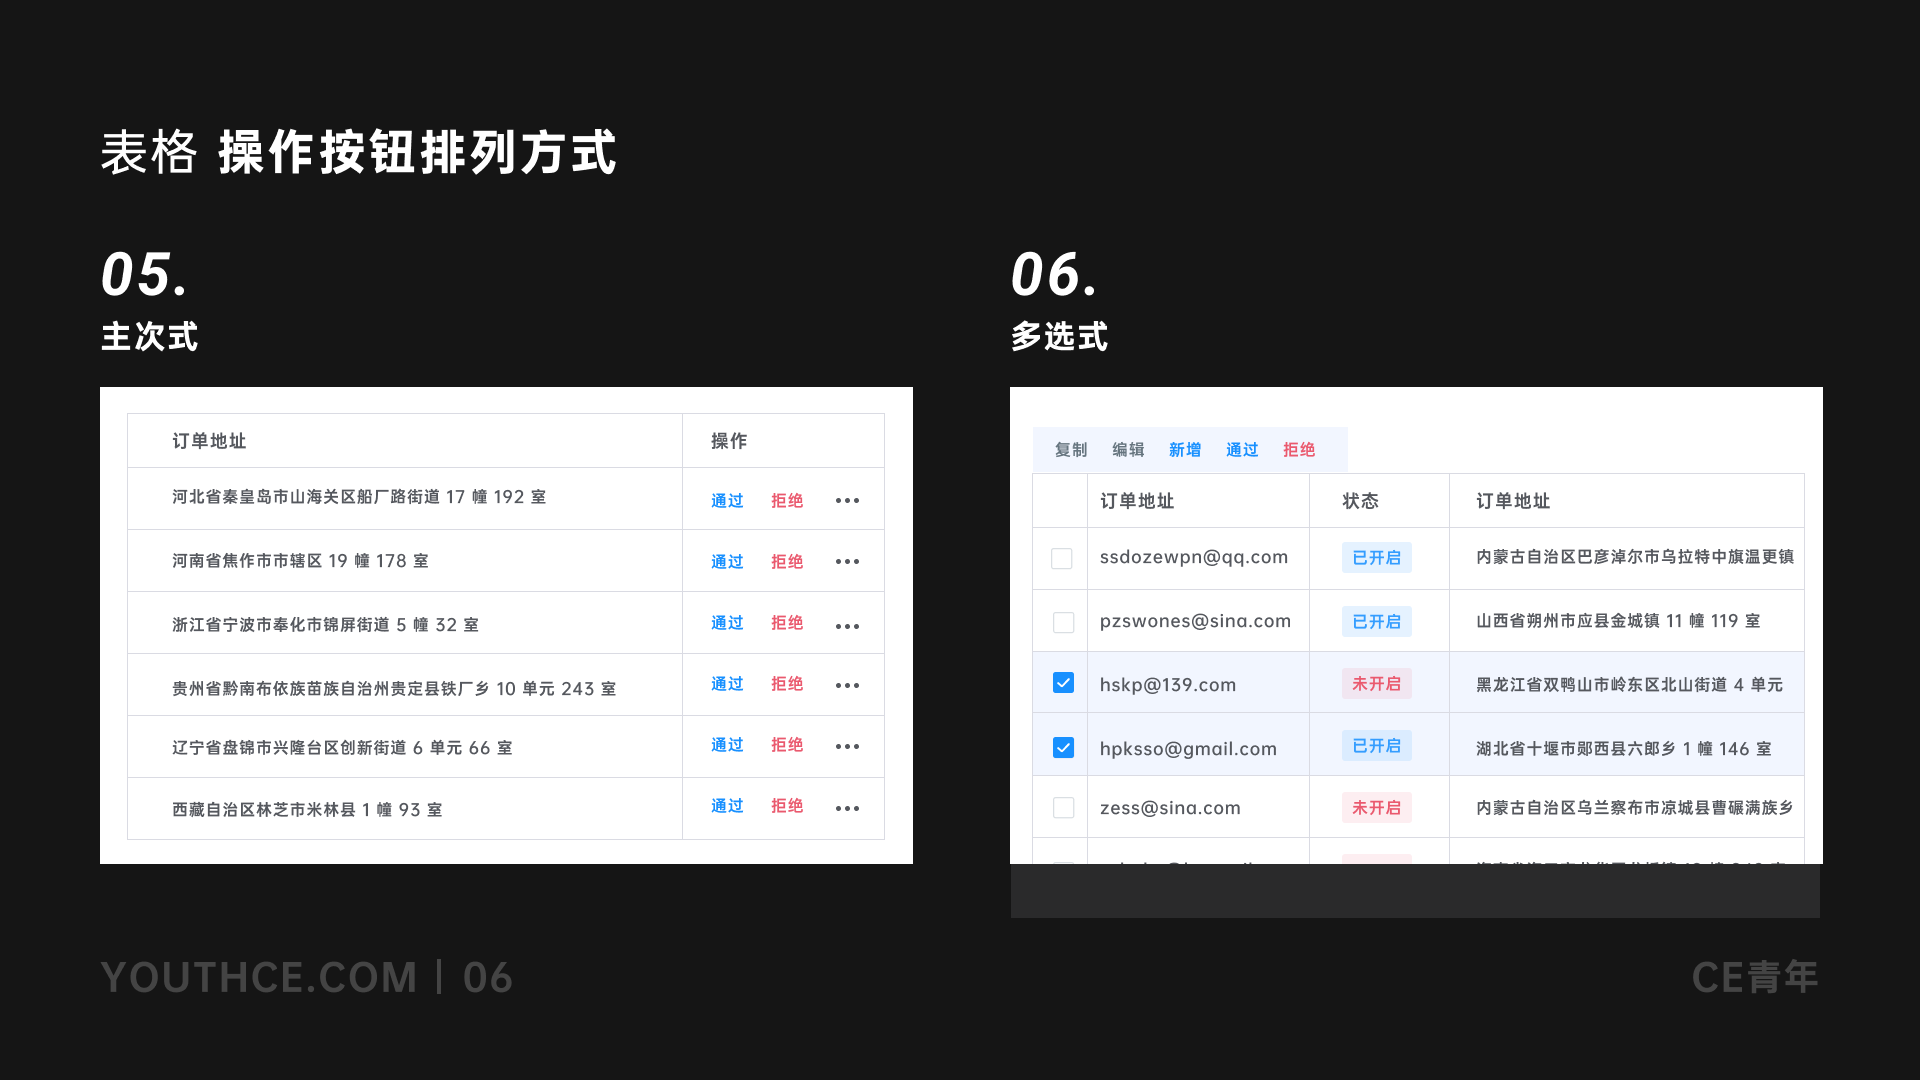 表格 操作按钮排列方式
05.
主次式
订单地址 操作
河北省秦皇岛市山海关区船厂路街道 17 幢 192 室 通过 拒绝 •••
河南省焦作市市辖区 19 幢 178 室 通过 拒绝 •••
浙江省宁波市奉化市锦屏街道 5 幢 32 室 通过 拒绝 •••
贵州省黔南布依族苗族自治州贵定县铁厂乡 10 单元 243 室 通过 拒绝 •••
辽宁省盘锦市兴隆台区创新街道 6 单元 66 室 通过 拒绝 •••
西藏自治区林芝市米林县 1 幢 93 室 通过 拒绝 •••
06.
多选式
复制 编辑 新增 通过 拒绝
订单地址 状态 订单地址
ssdozewpn@qq.com 已开启 内蒙古自治区巴彦淖尔市乌拉特中旗温更镇
pzswones@sina.com 已开启 山西省朔州市应县金城镇 11 幢 119 室
hskp@139.com 未开启 黑龙江省双鸭山市岭东区北山街道 4 单元
hpksso@gmail.com 已开启 湖北省十堰市郧西县六郎乡 1 幢 146 室
zess@sina.com 未开启 内蒙古自治区乌兰察布市凉城县曹碾满族乡
YOUTHCE.COM | 06
CE青年